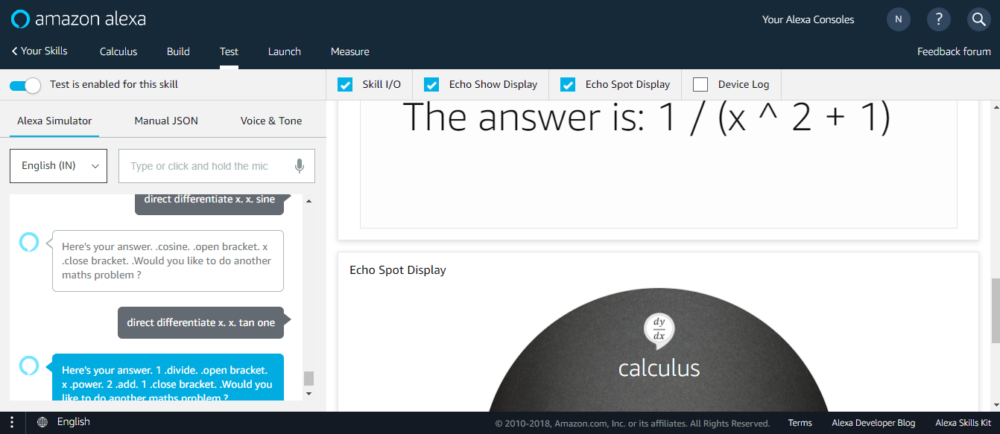 amazon alexa
Your Alexa Consoles
N
?
Your Skills
Calculus
Build
Test
Launch
Measure
Feedback forum
Test is enabled for this skill
Skill I/O
Echo Show Display
Echo Spot Display
Device Log
Alexa Simulator
Manual JSON
Voice & Tone
English (IN)
Type or click and hold the mic
direct differentiate x. x. sine
Here's your answer. .cosine. .open bracket. x
.close bracket. .Would you like to do another
maths problem ?
direct differentiate x. x. tan one
Here's your answer. 1 .divide. .open bracket.
x .power. 2 .add. 1 .close bracket. .Would you
like to do another maths problem ?
The answer is: 1 / (x ^ 2 + 1)
Echo Spot Display
dy
dx
calculus
English
© 2010-2018, Amazon.com, Inc. or its affiliates. All Rights Reserved.
Terms
Alexa Developer Blog
Alexa Skills Kit